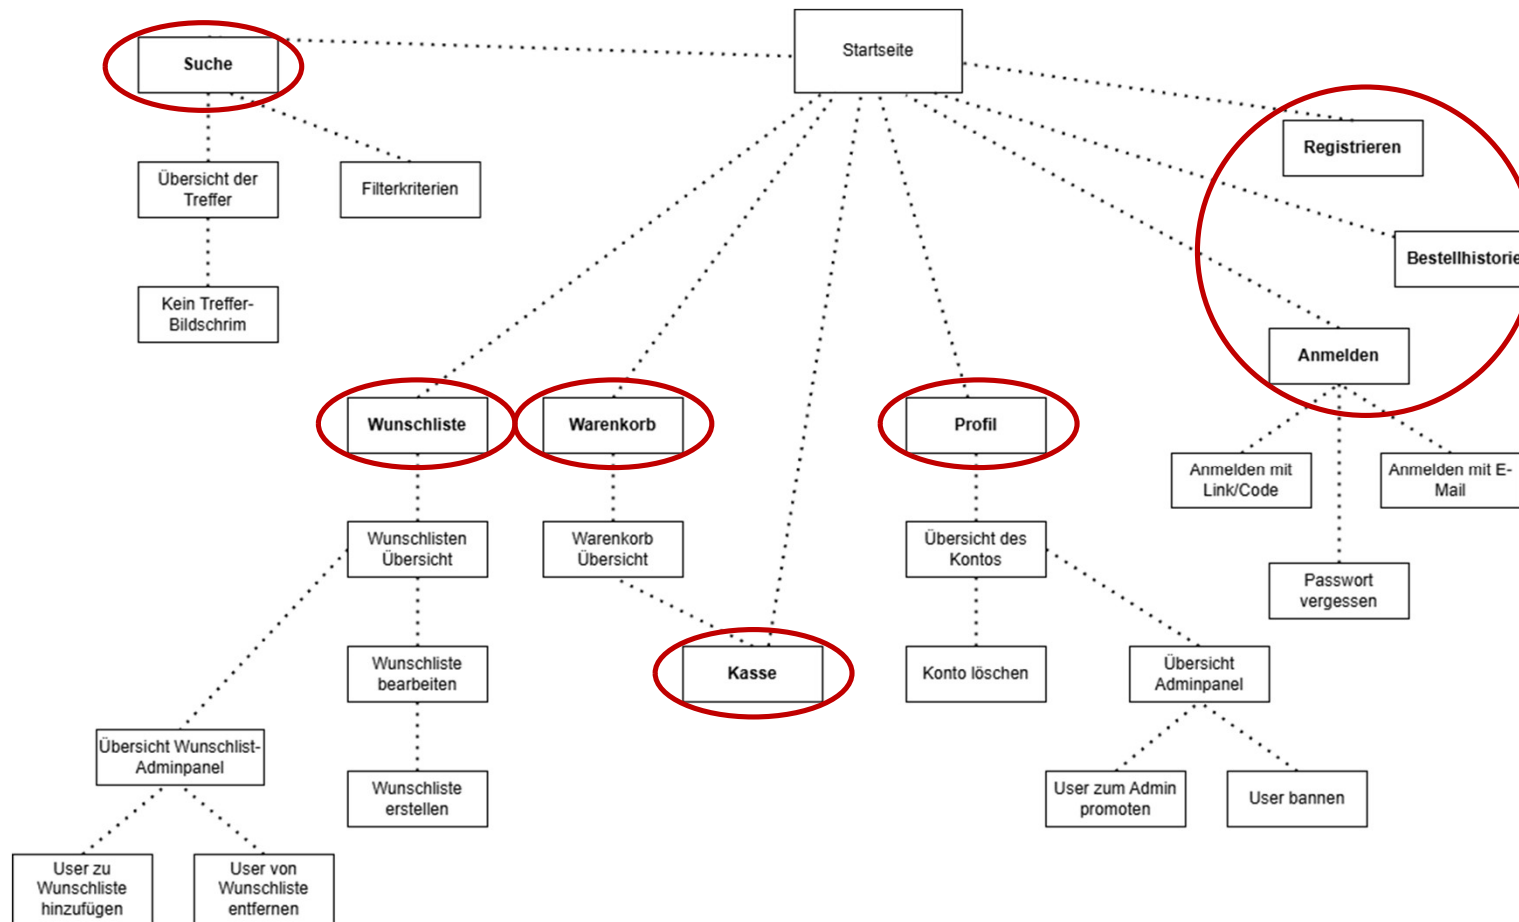 Startseite
Suche
Registrieren
Übersicht der
Treffer
Filterkriterien
Bestellhistorie
Kein Treffer-
Bildschrim
Anmelden
Wunschliste
Warenkorb
Profil
Anmelden mit
Link/Code
Anmelden mit E-
Mail
Wunschlisten
Übersicht
Warenkorb
Übersicht
Übersicht des
Kontos
Passwort
vergessen
Wunschliste
bearbeiten
Kasse
Konto löschen
Übersicht
Adminpanel
Übersicht Wunschlist-
Adminpanel
Wunschliste
erstellen
User zum Admin
promoten
User bannen
User zu
Wunschliste
hinzufügen
User von
Wunschliste
entfernen